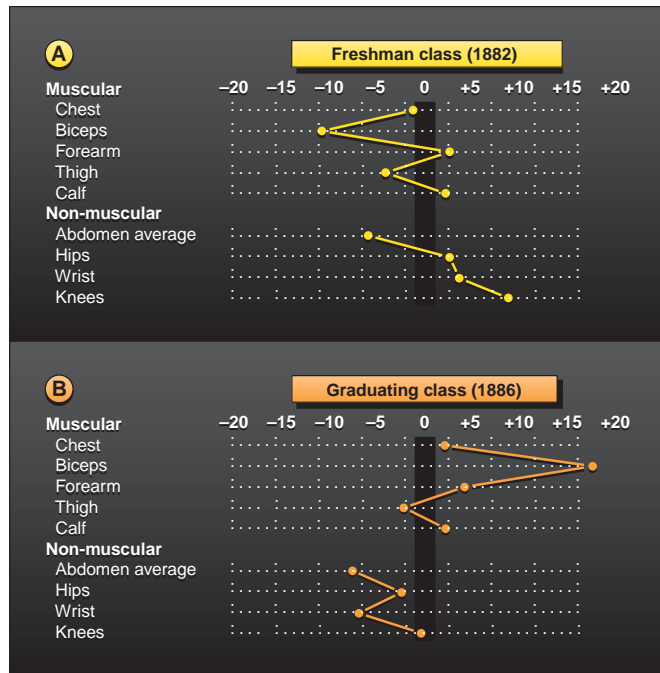 A
Freshman class (1882)
Muscular −20 −15 −10 −5 0 +5 +10 +15 +20
Chest
Biceps
Forearm
Thigh
Calf
Non-muscular
Abdomen average
Hips
Wrist
Knees
B
Graduating class (1886)
Muscular −20 −15 −10 −5 0 +5 +10 +15 +20
Chest
Biceps
Forearm
Thigh
Calf
Non-muscular
Abdomen average
Hips
Wrist
Knees